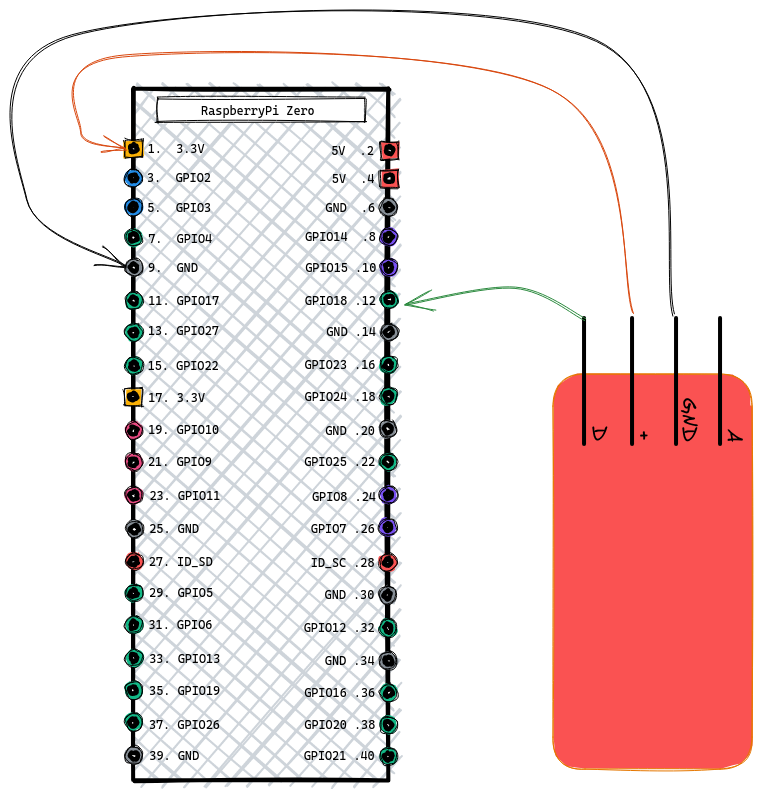 RaspberryPi Zero
1. 3.3V 5V .2
3. GPIO2 5V .4
5. GPIO3 GND .6
7. GPIO4 GPIO14 .8
9. GND GPIO15 .10
11. GPIO17 GPIO18 .12
13. GPIO27 GND .14
15. GPIO22 GPIO23 .16
17. 3.3V GPIO24 .18
19. GPIO10 GND .20
21. GPIO9 GPIO25 .22
23. GPIO11 GPIO8 .24
25. GND GPIO7 .26
27. ID_SD ID_SC .28
29. GPIO5 GND .30
31. GPIO6 GPIO12 .32
33. GPIO13 GND .34
35. GPIO19 GPIO16 .36
37. GPIO26 GPIO20 .38
39. GND GPIO21 .40
D
+
GND
A